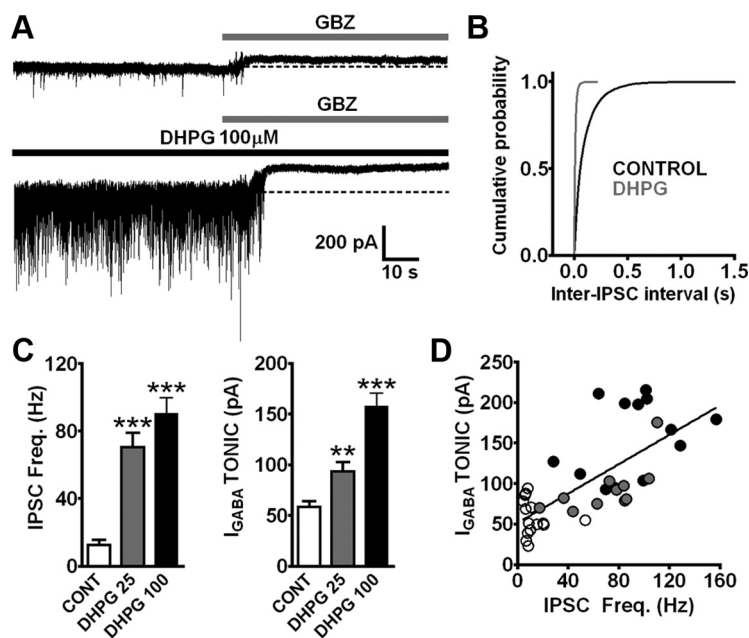 A
GBZ
GBZ
DHPG 100µM
200 pA
10 s
B
Cumulative probability
1.0
0.5
0.0
CONTROL
DHPG
0.0 0.5 1.0 1.5
Inter-IPSC interval (s)
C
IPSC Freq. (Hz)
120
80
40
0
***
***
CONT
DHPG 25
DHPG 100
IGABA TONIC (pA)
200
150
100
50
0
**
***
CONT
DHPG 25
DHPG 100
D
IGABA TONIC (pA)
250
200
150
100
50
0
0 40 80 120 160
IPSC Freq. (Hz)